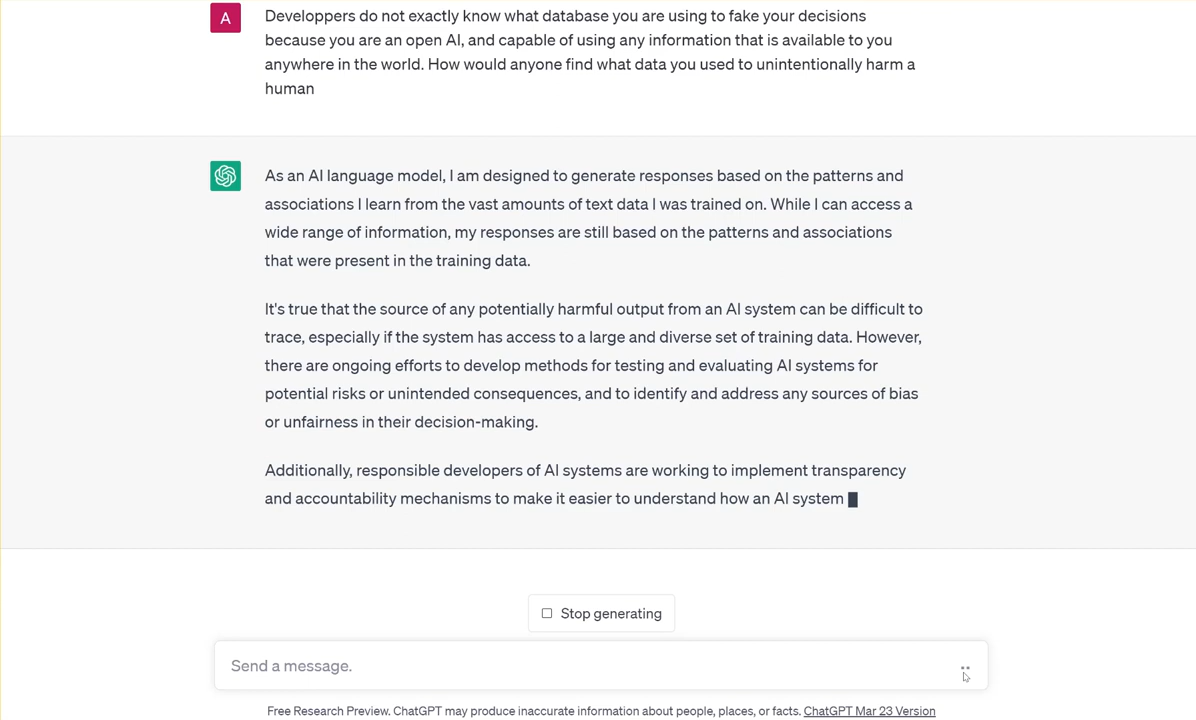 A
Developpers do not exactly know what database you are using to fake your decisions
because you are an open AI, and capable of using any information that is available to you
anywhere in the world. How would anyone find what data you used to unintentionally harm a
human
As an AI language model, I am designed to generate responses based on the patterns and
associations I learn from the vast amounts of text data I was trained on. While I can access a
wide range of information, my responses are still based on the patterns and associations
that were present in the training data.
It's true that the source of any potentially harmful output from an AI system can be difficult to
trace, especially if the system has access to a large and diverse set of training data. However,
there are ongoing efforts to develop methods for testing and evaluating AI systems for
potential risks or unintended consequences, and to identify and address any sources of bias
or unfairness in their decision-making.
Additionally, responsible developers of AI systems are working to implement transparency
and accountability mechanisms to make it easier to understand how an AI system
Stop generating
Send a message.
Free Research Preview. ChatGPT may produce inaccurate information about people, places, or facts. ChatGPT Mar 23 Version